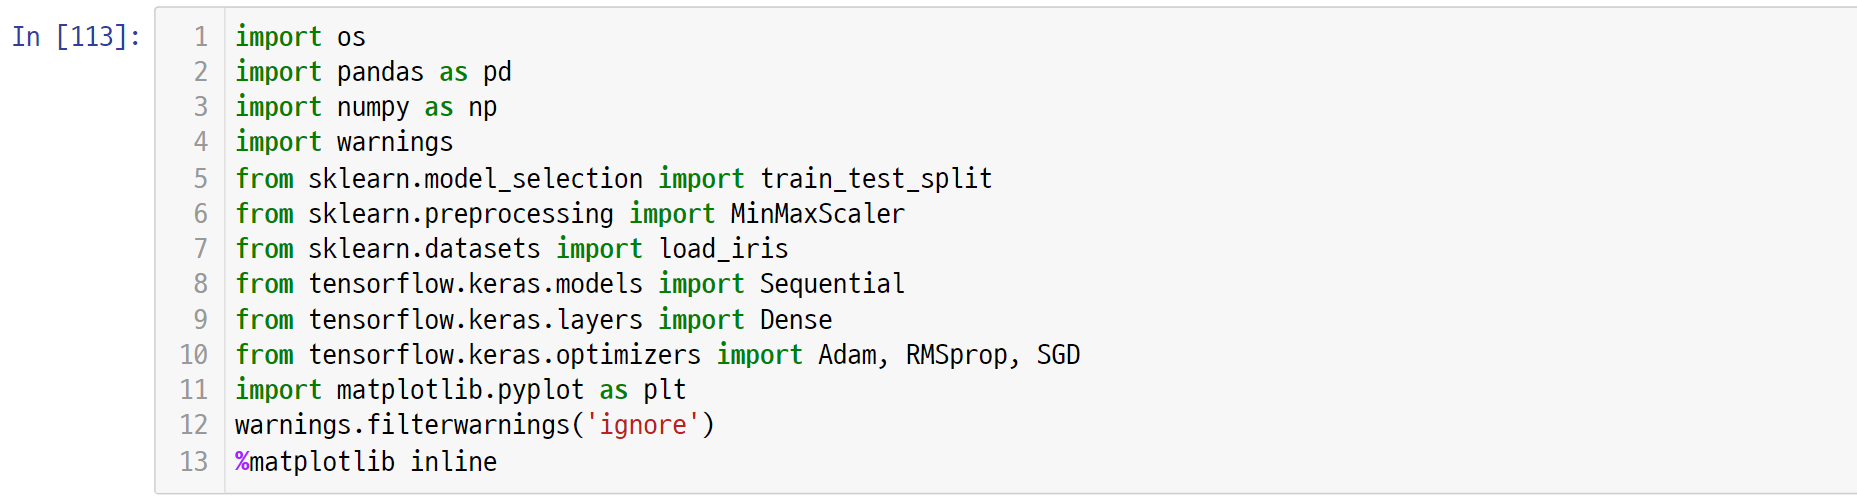 In [113]:
1 import os
2 import pandas as pd
3 import numpy as np
4 import warnings
5 from sklearn.model_selection import train_test_split
6 from sklearn.preprocessing import MinMaxScaler
7 from sklearn.datasets import load_iris
8 from tensorflow.keras.models import Sequential
9 from tensorflow.keras.layers import Dense
10 from tensorflow.keras.optimizers import Adam, RMSprop, SGD
11 import matplotlib.pyplot as plt
12 warnings.filterwarnings('ignore')
13 %matplotlib inline